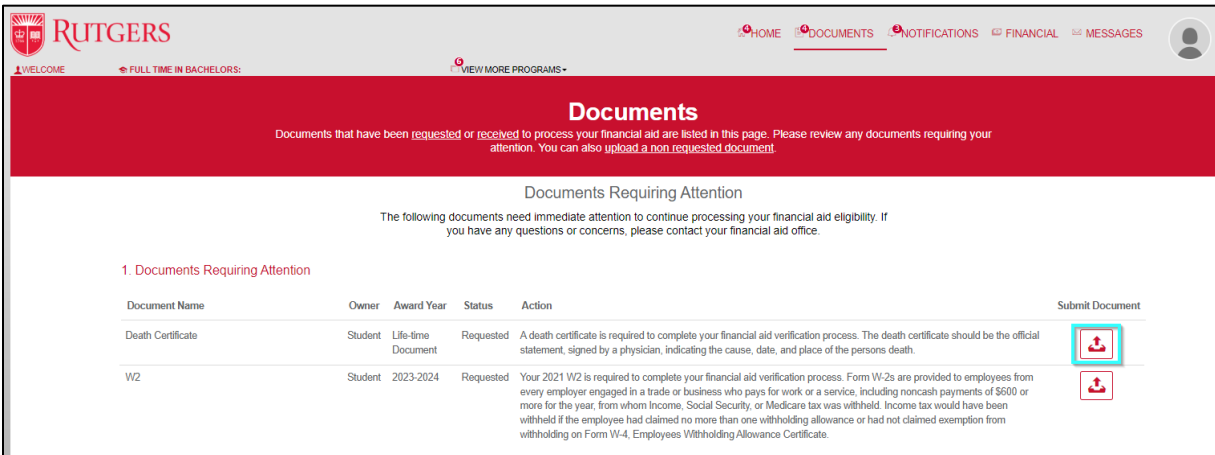 RUTGERS
4 HOME 4 DOCUMENTS 3 NOTIFICATIONS FINANCIAL MESSAGES
WELCOME FULL TIME IN BACHELORS: 6 VIEW MORE PROGRAMS
Documents
Documents that have been requested or received to process your financial aid are listed in this page. Please review any documents requiring your
attention. You can also upload a non requested document.
Documents Requiring Attention
The following documents need immediate attention to continue processing your financial aid eligibility. If
you have any questions or concerns, please contact your financial aid office.
1. Documents Requiring Attention
Document Name Owner Award Year Status Action Submit Document
Death Certificate Student Life-time Requested A death certificate is required to complete your financial aid verification process. The death certificate should be the official
Document statement, signed by a physician, indicating the cause, date, and place of the persons death.
W2 Student 2023-2024 Requested Your 2021 W2 is required to complete your financial aid verification process. Form W-2s are provided to employees from
every employer engaged in a trade or business who pays for work or a service, including noncash payments of $600 or
more for the year, from whom Income, Social Security, or Medicare tax was withheld. Income tax would have been
withheld if the employee had claimed no more than one withholding allowance or had not claimed exemption from
withholding on Form W-4, Employees Withholding Allowance Certificate.